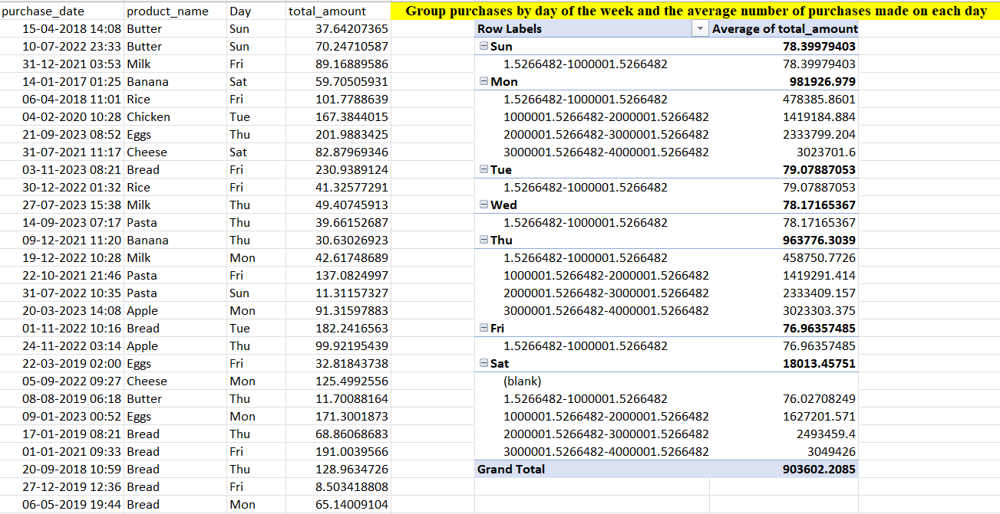 purchase_date product_name Day total_amount Group purchases by day of the week and the average number of purchases made on each day
15-04-2018 14:08 Butter Sun 37.64207365 Row Labels Average of total_amount
10-07-2022 23:33 Butter Sun 70.24710587 Sun 78.39979403
31-12-2021 03:53 Milk Fri 89.16889586 1.5266482-1000001.5266482 78.39979403
14-01-2017 01:25 Banana Sat 59.70505931 Mon 981926.979
06-04-2018 11:01 Rice Fri 101.7788639 1.5266482-1000001.5266482 478385.8601
04-02-2020 10:28 Chicken Tue 167.3844015 1000001.5266482-2000001.5266482 1419184.884
21-09-2023 08:52 Eggs Thu 201.9883425 2000001.5266482-3000001.5266482 2333799.204
31-07-2021 11:17 Cheese Sat 82.87969346 3000001.5266482-4000001.5266482 3023701.6
03-11-2023 08:21 Bread Fri 230.9389124 Tue 79.07887053
30-12-2022 01:32 Rice Fri 41.32577291 1.5266482-1000001.5266482 79.07887053
27-07-2023 15:38 Milk Thu 49.40745913 Wed 78.17165367
14-09-2023 07:17 Pasta Thu 39.66152687 1.5266482-1000001.5266482 78.17165367
09-12-2021 11:20 Banana Thu 30.63026923 Thu 963776.3039
19-12-2022 10:28 Milk Mon 42.61748689 1.5266482-1000001.5266482 458750.7726
22-10-2021 21:46 Pasta Fri 137.0824997 1000001.5266482-2000001.5266482 1419291.414
31-07-2022 10:35 Pasta Sun 11.31157327 2000001.5266482-3000001.5266482 2333409.157
20-03-2023 14:08 Apple Mon 91.31597883 3000001.5266482-4000001.5266482 3023303.375
01-11-2022 10:16 Bread Tue 182.2416563 Fri 76.96357485
24-11-2022 03:14 Apple Thu 99.92195439 1.5266482-1000001.5266482 76.96357485
22-03-2019 02:00 Eggs Fri 32.81843738 Sat 18013.45751
05-09-2022 09:27 Cheese Mon 125.4992556 (blank)
08-08-2019 06:18 Butter Thu 11.70088164 1.5266482-1000001.5266482 76.02708249
09-01-2023 00:52 Eggs Mon 171.3001873 1000001.5266482-2000001.5266482 1627201.571
17-01-2019 08:21 Bread Thu 68.86068683 2000001.5266482-3000001.5266482 2493459.4
01-01-2021 09:33 Bread Fri 191.0039566 3000001.5266482-4000001.5266482 3049426
20-09-2018 10:59 Bread Thu 128.9634726 Grand Total 903602.2085
27-12-2019 12:36 Bread Fri 8.503418808
06-05-2019 19:44 Bread Mon 65.14009104